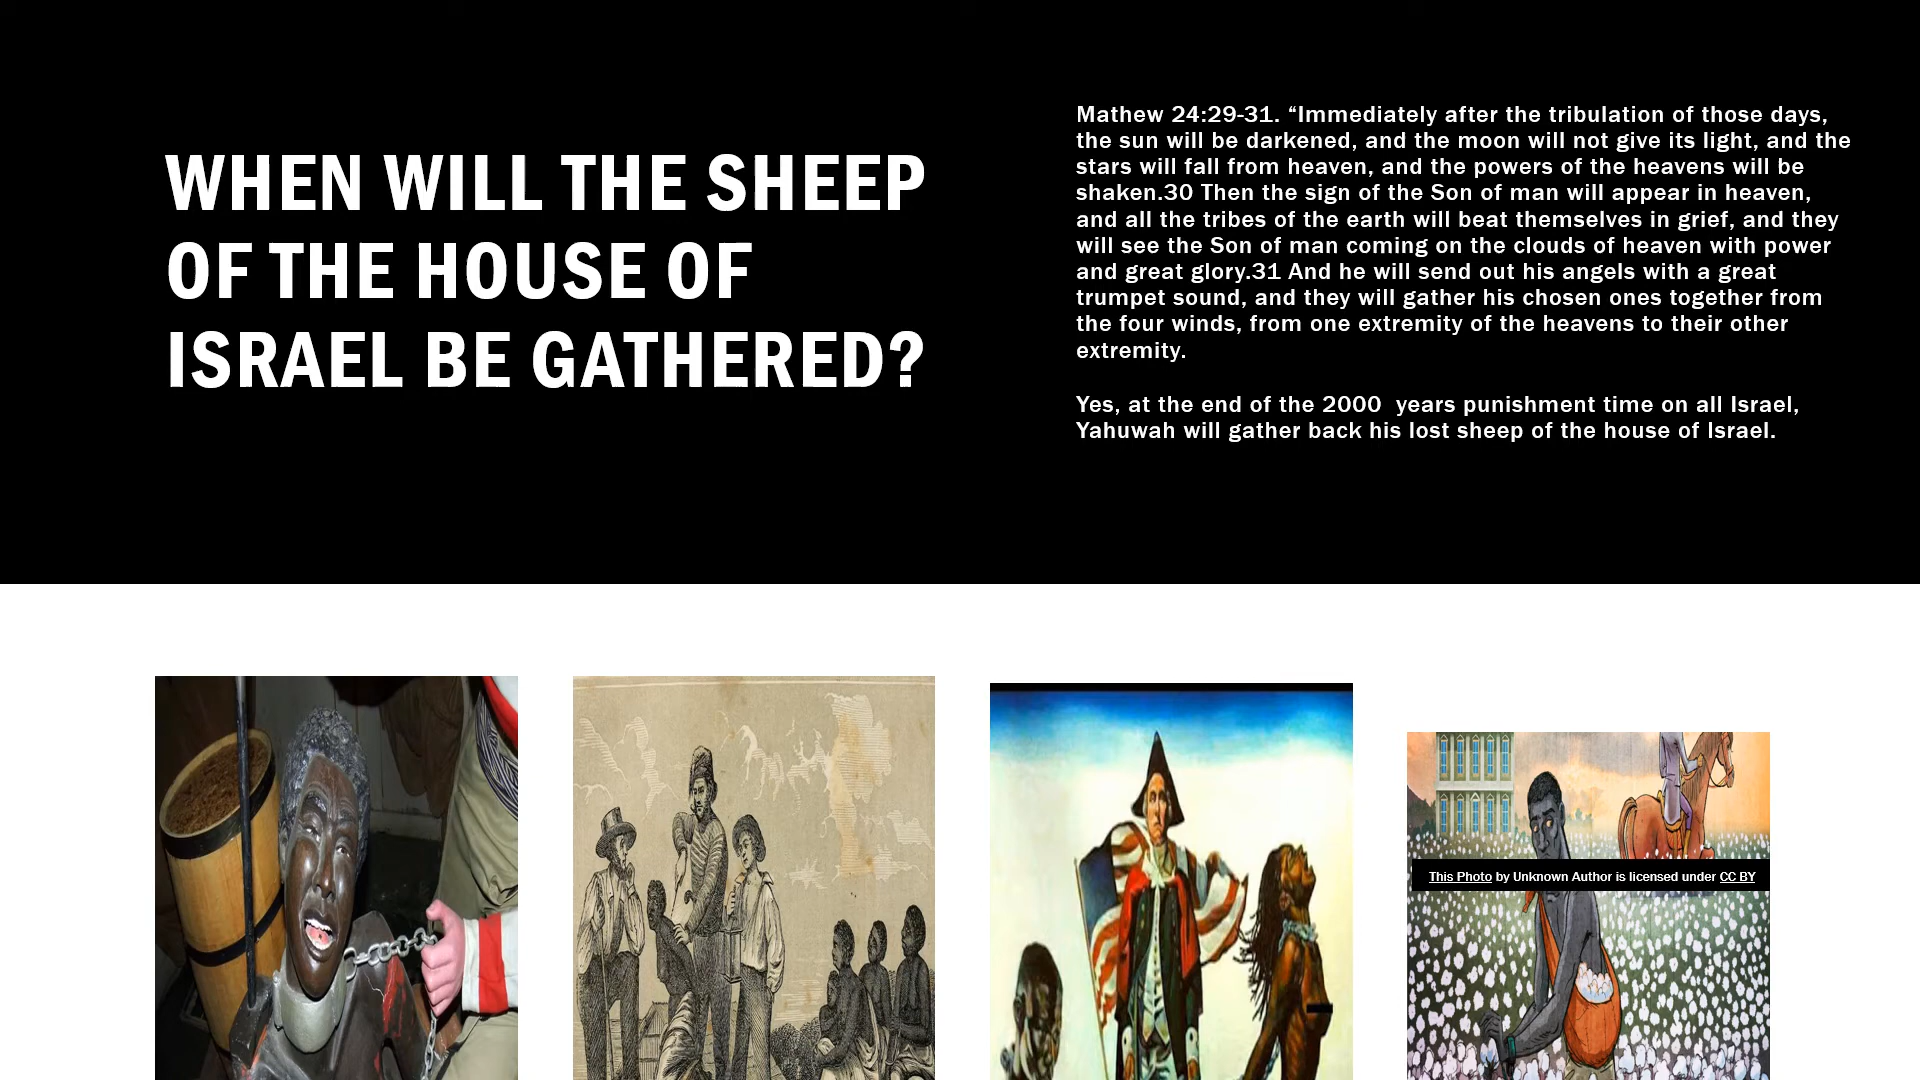 WHEN WILL THE SHEEP
OF THE HOUSE OF
ISRAEL BE GATHERED?
Mathew 24:29-31. “Immediately after the tribulation of those days,
the sun will be darkened, and the moon will not give its light, and the
stars will fall from heaven, and the powers of the heavens will be
shaken.30 Then the sign of the Son of man will appear in heaven,
and all the tribes of the earth will beat themselves in grief, and they
will see the Son of man coming on the clouds of heaven with power
and great glory.31 And he will send out his angels with a great
trumpet sound, and they will gather his chosen ones together from
the four winds, from one extremity of the heavens to their other
extremity.
Yes, at the end of the 2000  years punishment time on all Israel,
Yahuwah will gather back his lost sheep of the house of Israel.
This Photo by Unknown Author is licensed under CC BY